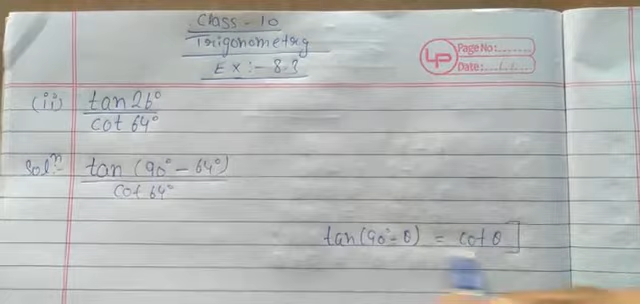 Class - 10
Trigonometry
Ex :- 8.3
LP
Page No: .......
Date: .../.../...
(ii) tan 26°
cot 64°
Solⁿ:- tan (90° - 64°)
cot 64°
tan (90° - θ) = cot θ ]